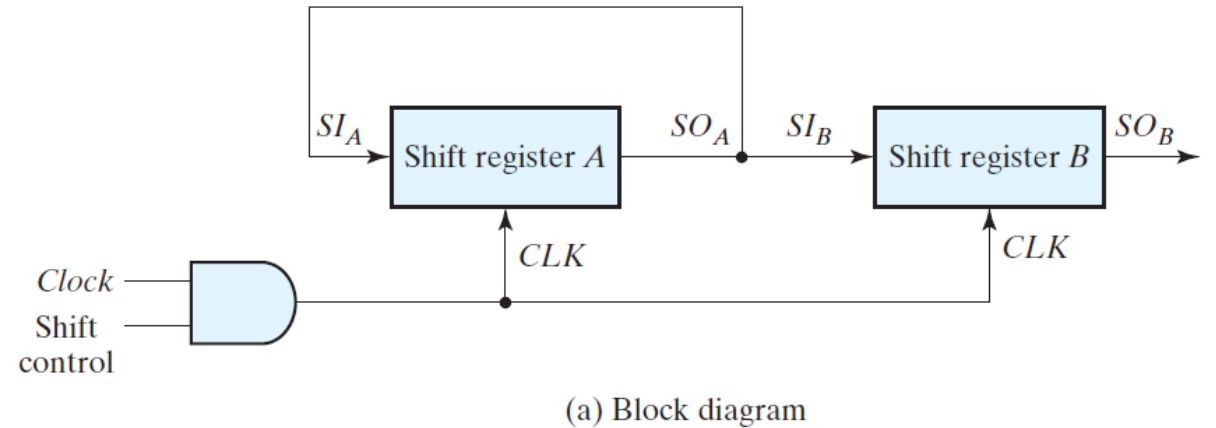 SI_A
Shift register A
SO_A
SI_B
Shift register B
SO_B
CLK
CLK
Clock
Shift
control
(a) Block diagram